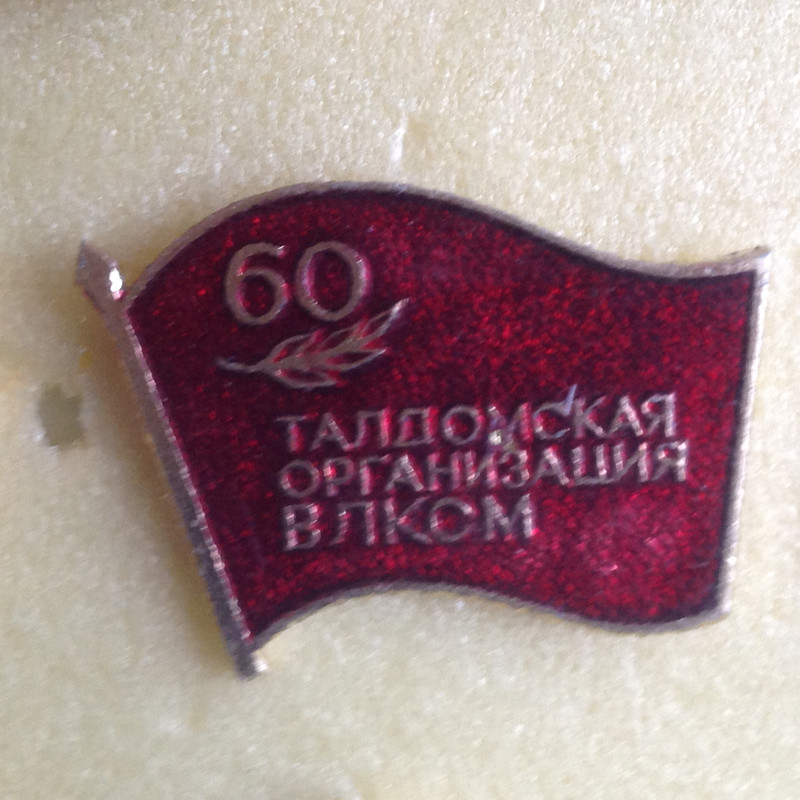 60
ТАЛДОМСКАЯ
ОРГАНИЗАЦИЯ
ВЛКСМ